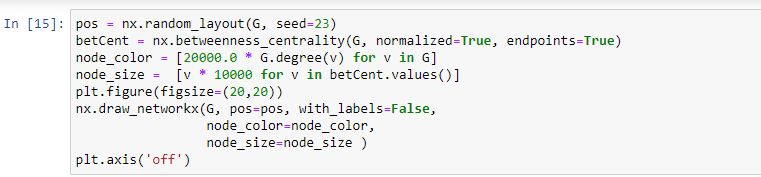 In [15]: pos = nx.random_layout(G, seed=23)
betCent = nx.betweenness_centrality(G, normalized=True, endpoints=True)
node_color = [20000.0 * G.degree(v) for v in G]
node_size =  [v * 10000 for v in betCent.values()]
plt.figure(figsize=(20,20))
nx.draw_networkx(G, pos=pos, with_labels=False,
                 node_color=node_color,
                 node_size=node_size )
plt.axis('off')